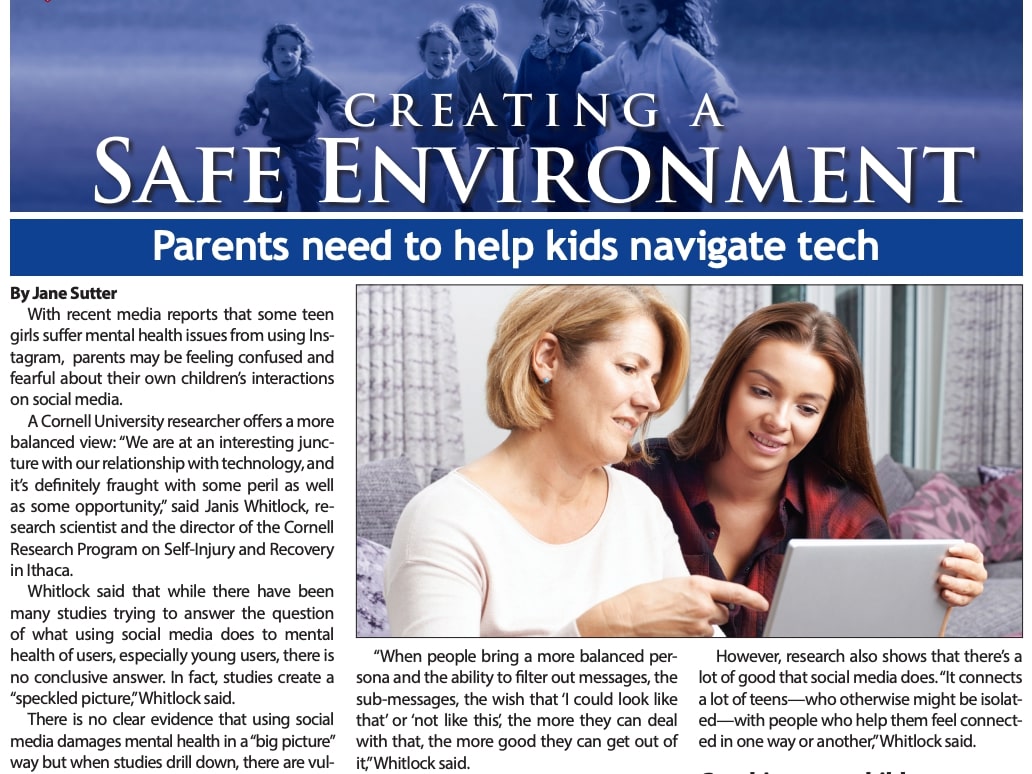 CREATING A
SAFE ENVIRONMENT
Parents need to help kids navigate tech
By Jane Sutter
With recent media reports that some teen
girls suffer mental health issues from using Ins-
tagram, parents may be feeling confused and
fearful about their own children’s interactions
on social media.
A Cornell University researcher offers a more
balanced view: “We are at an interesting junc-
ture with our relationship with technology, and
it’s definitely fraught with some peril as well
as some opportunity,” said Janis Whitlock, re-
search scientist and the director of the Cornell
Research Program on Self-Injury and Recovery
in Ithaca.
Whitlock said that while there have been
many studies trying to answer the question
of what using social media does to mental
health of users, especially young users, there is
no conclusive answer. In fact, studies create a
“speckled picture,” Whitlock said.
There is no clear evidence that using social
media damages mental health in a “big picture”
way but when studies drill down, there are vul-
“When people bring a more balanced per-
sona and the ability to filter out messages, the
sub-messages, the wish that ‘I could look like
that’ or ‘not like this’, the more they can deal
with that, the more good they can get out of
it,” Whitlock said.
However, research also shows that there’s a
lot of good that social media does. “It connects
a lot of teens—who otherwise might be isolat-
ed—with people who help them feel connect-
ed in one way or another,” Whitlock said.